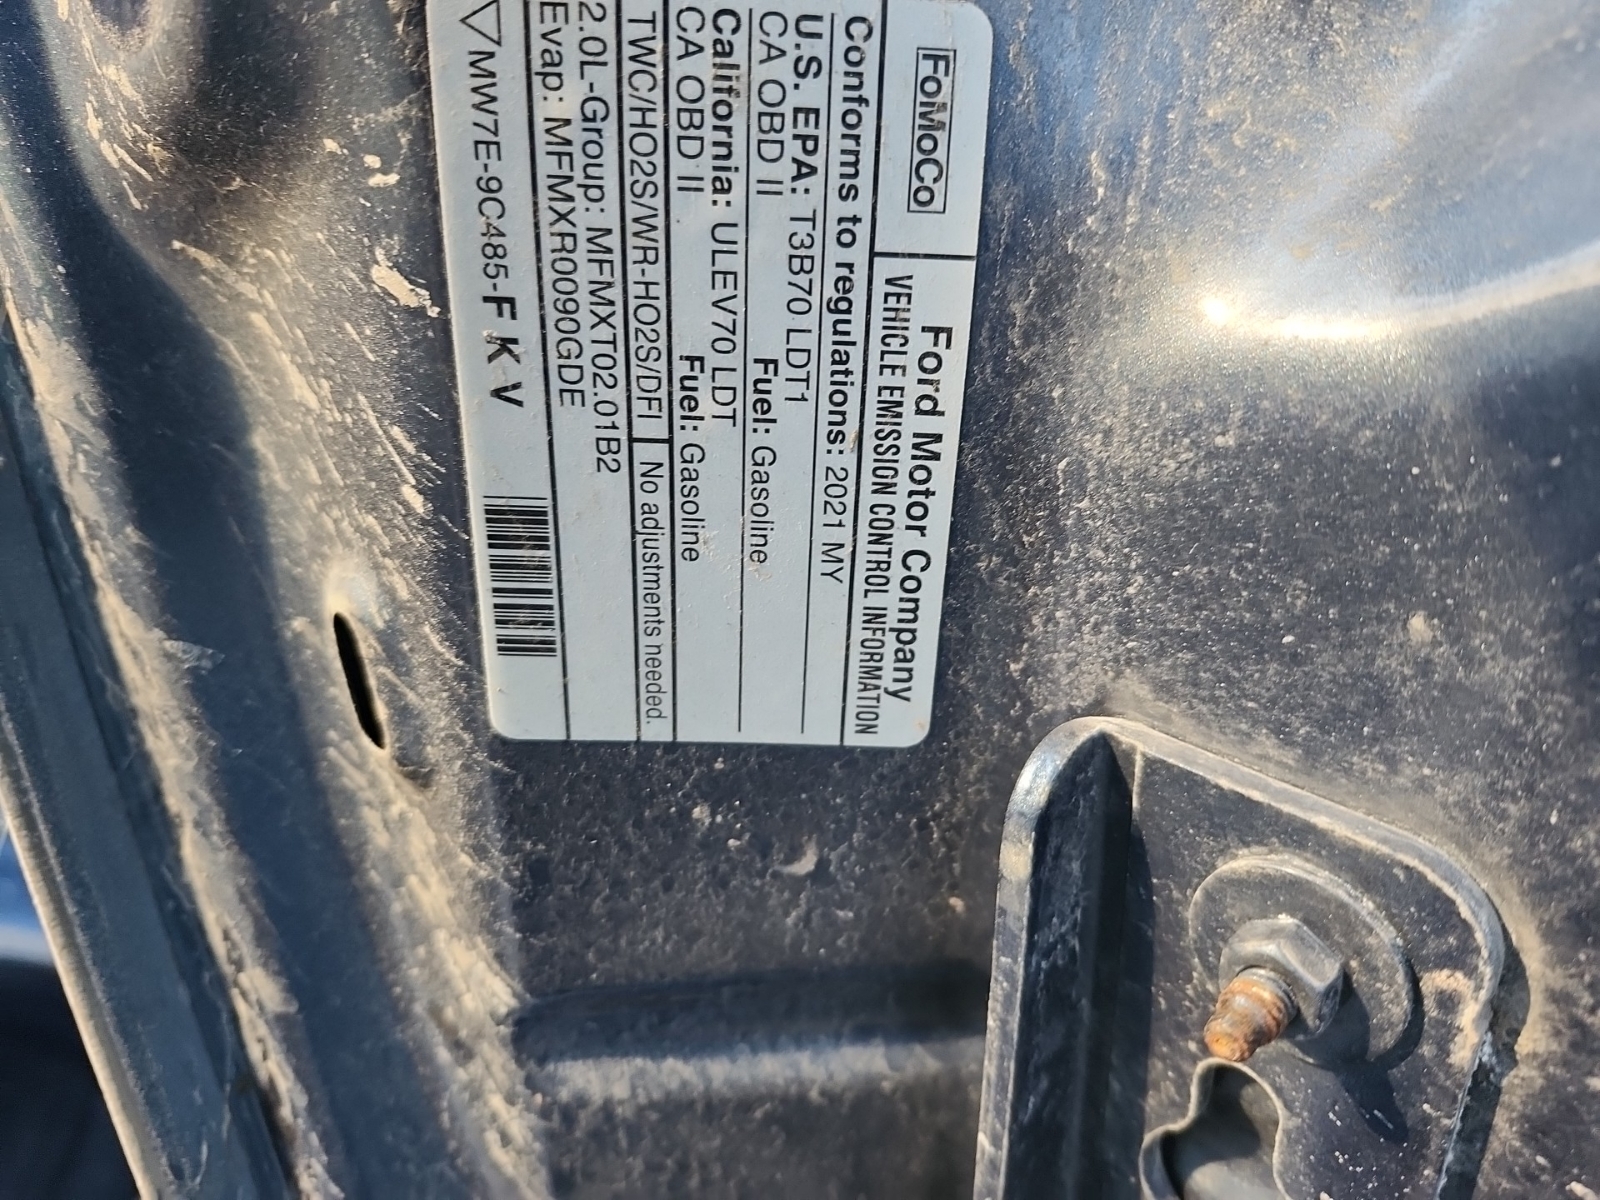 FoMoCo
Ford Motor Company
VEHICLE EMISSION CONTROL INFORMATION
Conforms to regulations: 2021 MY
U.S. EPA: T3B70 LDT1
CA OBD II Fuel: Gasoline
California: ULEV70 LDT
CA OBD II Fuel: Gasoline
TWC/HO2S/WR-HO2S/DFI No adjustments needed.
2.0L-Group: MFMXT02.01B2
Evap: MFMXR0090GDE
MW7E-9C485-F K V